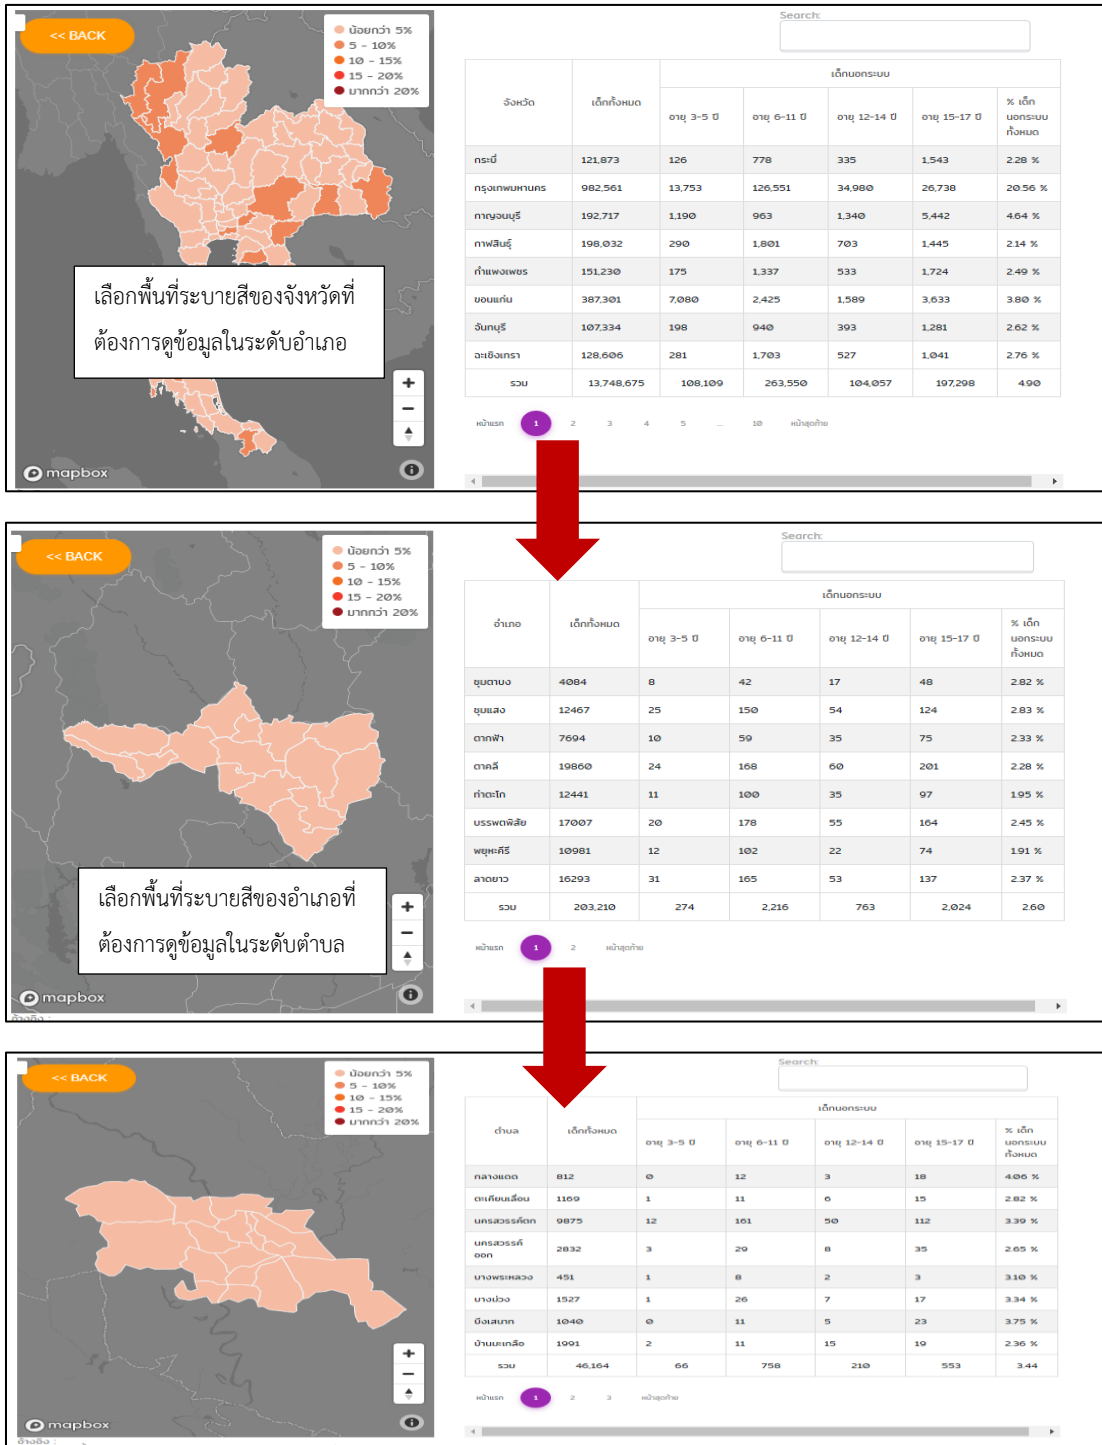 << BACK
น้อยกว่า 5%
5 - 10%
10 - 15%
15 - 20%
มากกว่า 20%
เลือกพื้นที่ระบายสีของจังหวัดที่
ต้องการดูข้อมูลในระดับอำเภอ
mapbox
Search:
จังหวัด เด็กทั้งหมด เด็กนอกระบบ
อายุ 3-5 ปี อายุ 6-11 ปี อายุ 12-14 ปี อายุ 15-17 ปี % เด็กนอกระบบทั้งหมด
กระบี่ 121,873 126 778 335 1,543 2.28 %
กรุงเทพมหานคร 982,561 13,753 126,551 34,980 26,738 20.56 %
กาญจนบุรี 192,717 1,190 963 1,340 5,442 4.64 %
กาฬสินธุ์ 198,032 290 1,801 703 1,445 2.14 %
กำแพงเพชร 151,230 175 1,337 533 1,724 2.49 %
ขอนแก่น 387,301 7,080 2,425 1,589 3,633 3.80 %
จันทบุรี 107,334 198 940 393 1,281 2.62 %
ฉะเชิงเทรา 128,606 281 1,703 527 1,041 2.76 %
รวม 13,748,675 108,109 263,550 104,057 197,298 4.90
หน้าแรก 1 2 3 4 5 ... 10 หน้าสุดท้าย
<< BACK
น้อยกว่า 5%
5 - 10%
10 - 15%
15 - 20%
มากกว่า 20%
เลือกพื้นที่ระบายสีของอำเภอที่
ต้องการดูข้อมูลในระดับตำบล
mapbox
อ้างอิง :
Search:
อำเภอ เด็กทั้งหมด เด็กนอกระบบ
อายุ 3-5 ปี อายุ 6-11 ปี อายุ 12-14 ปี อายุ 15-17 ปี % เด็กนอกระบบทั้งหมด
ชุมตาบง 4084 8 42 17 48 2.82 %
ชุมแสง 12467 25 150 54 124 2.83 %
ตากฟ้า 7694 10 59 35 75 2.33 %
ตาคลี 19860 24 168 60 201 2.28 %
ท่าตะโก 12441 11 100 35 97 1.95 %
บรรพตพิสัย 17007 20 178 55 164 2.45 %
พยุหะคีรี 10981 12 102 22 74 1.91 %
ลาดยาว 16293 31 165 53 137 2.37 %
รวม 203,210 274 2,216 763 2,024 2.60
หน้าแรก 1 2 หน้าสุดท้าย
<< BACK
น้อยกว่า 5%
5 - 10%
10 - 15%
15 - 20%
มากกว่า 20%
mapbox
อ้างอิง :
Search:
ตำบล เด็กทั้งหมด เด็กนอกระบบ
อายุ 3-5 ปี อายุ 6-11 ปี อายุ 12-14 ปี อายุ 15-17 ปี % เด็กนอกระบบทั้งหมด
กลางแดด 812 0 12 3 18 4.06 %
ตะเคียนเลื่อน 1169 1 11 6 15 2.82 %
นครสวรรค์ตก 9875 12 161 50 112 3.39 %
นครสวรรค์ออก 2832 3 29 8 35 2.65 %
บางพระหลวง 451 1 8 2 3 3.10 %
บางม่วง 1527 1 26 7 17 3.34 %
บึงเสนาท 1040 0 11 5 23 3.75 %
บ้านมะเกลือ 1991 2 11 15 19 2.36 %
รวม 46,164 66 758 210 553 3.44
หน้าแรก 1 2 3 หน้าสุดท้าย